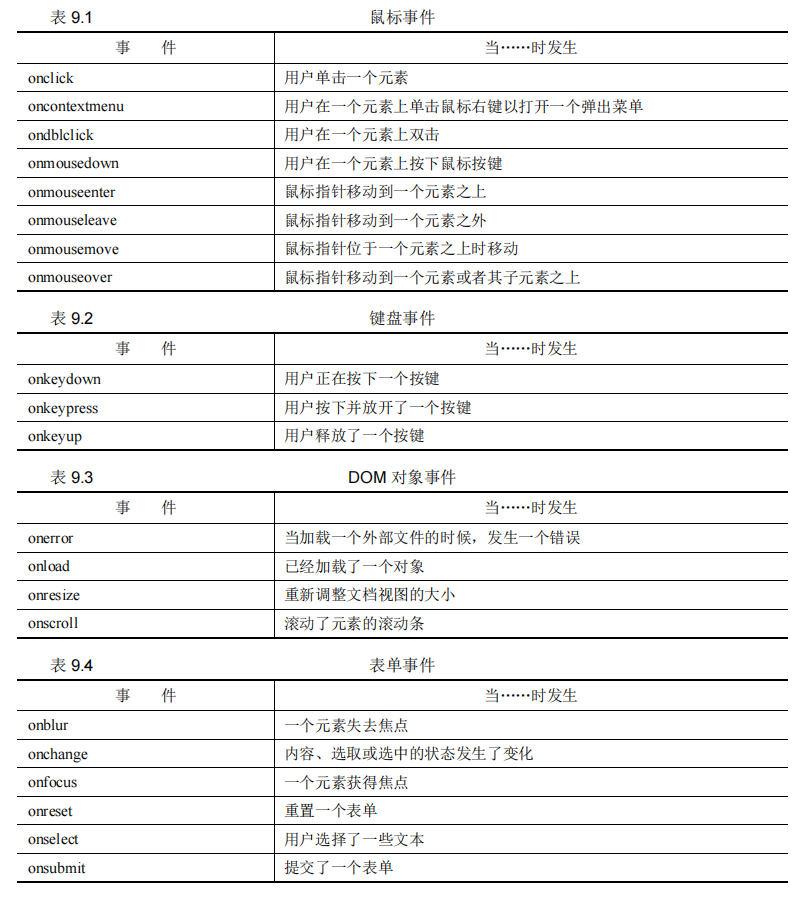 表 9.1 鼠标事件
事 件 当……时发生
onclick 用户单击一个元素
oncontextmenu 用户在一个元素上单击鼠标右键以打开一个弹出菜单
ondblclick 用户在一个元素上双击
onmousedown 用户在一个元素上按下鼠标按键
onmouseenter 鼠标指针移动到一个元素之上
onmouseleave 鼠标指针移动到一个元素之外
onmousemove 鼠标指针位于一个元素之上时移动
onmouseover 鼠标指针移动到一个元素或者其子元素之上
表 9.2 键盘事件
事 件 当……时发生
onkeydown 用户正在按下一个按键
onkeypress 用户按下并放开了一个按键
onkeyup 用户释放了一个按键
表 9.3 DOM 对象事件
事 件 当……时发生
onerror 当加载一个外部文件的时候，发生一个错误
onload 已经加载了一个对象
onresize 重新调整文档视图的大小
onscroll 滚动了元素的滚动条
表 9.4 表单事件
事 件 当……时发生
onblur 一个元素失去焦点
onchange 内容、选取或选中的状态发生了变化
onfocus 一个元素获得焦点
onreset 重置一个表单
onselect 用户选择了一些文本
onsubmit 提交了一个表单